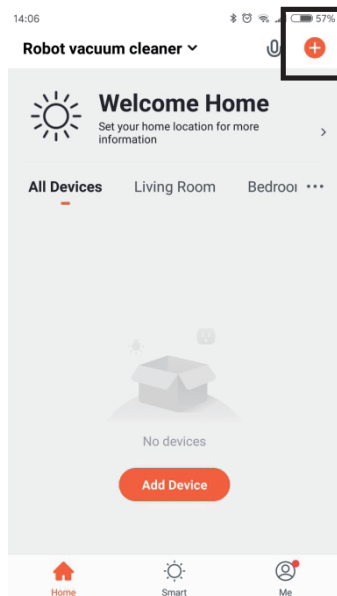 14:06 57%
Robot vacuum cleaner
Welcome Home
Set your home location for more
information
All Devices Living Room Bedroo
No devices
Add Device
Home Smart Me